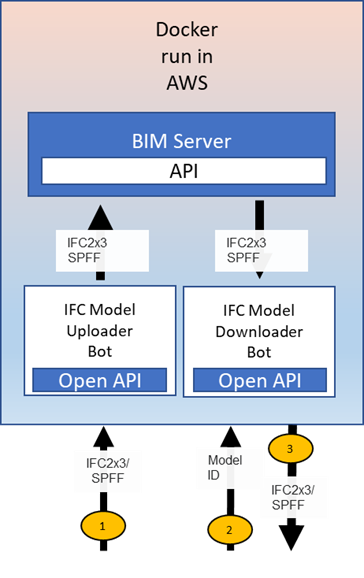 Docker
run in
AWS
BIM Server
API
IFC2x3
SPFF
IFC2x3
SPFF
IFC Model
Uploader
Bot
Open API
IFC Model
Downloader
Bot
Open API
IFC2x3/
SPFF
1
Model
ID
2
3
IFC2x3/
SPFF